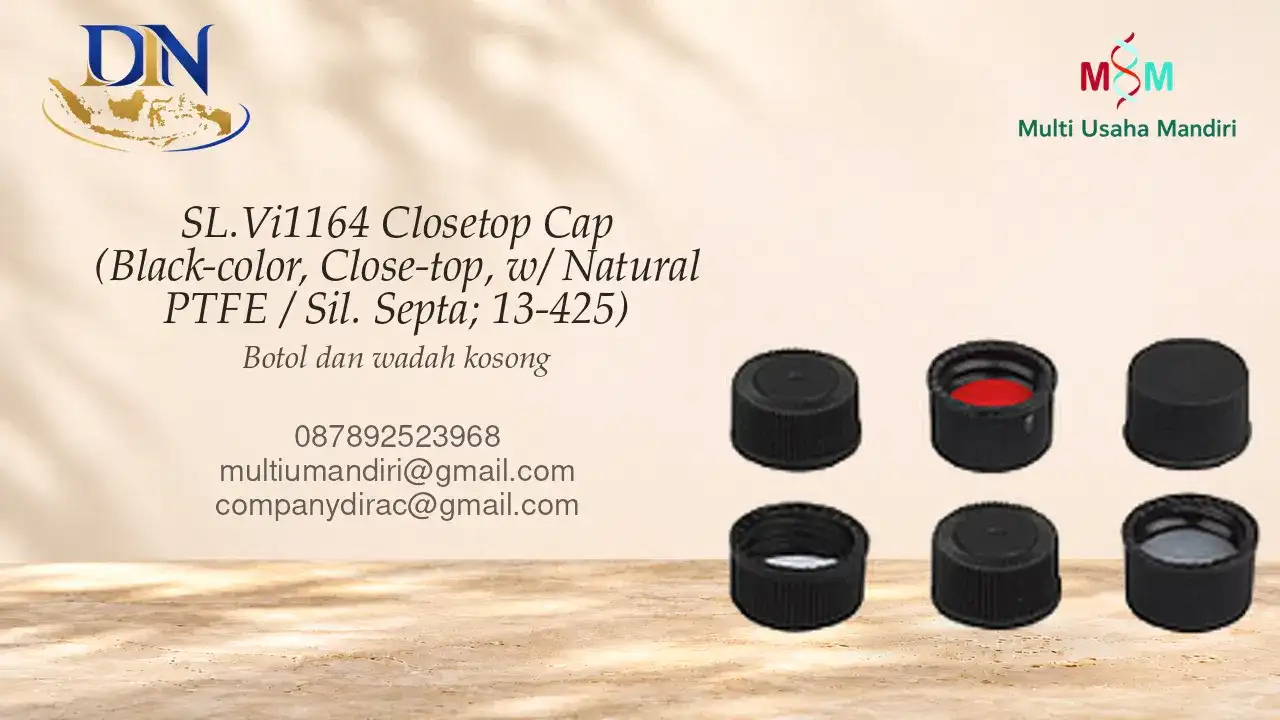 DN
M M
Multi Usaha Mandiri
SL.Vi1164 Closetop Cap
(Black-color, Close-top, w/ Natural
PTFE / Sil. Septa; 13-425)
Botol dan wadah kosong
087892523968
multiumandiri@gmail.com
companydirac@gmail.com